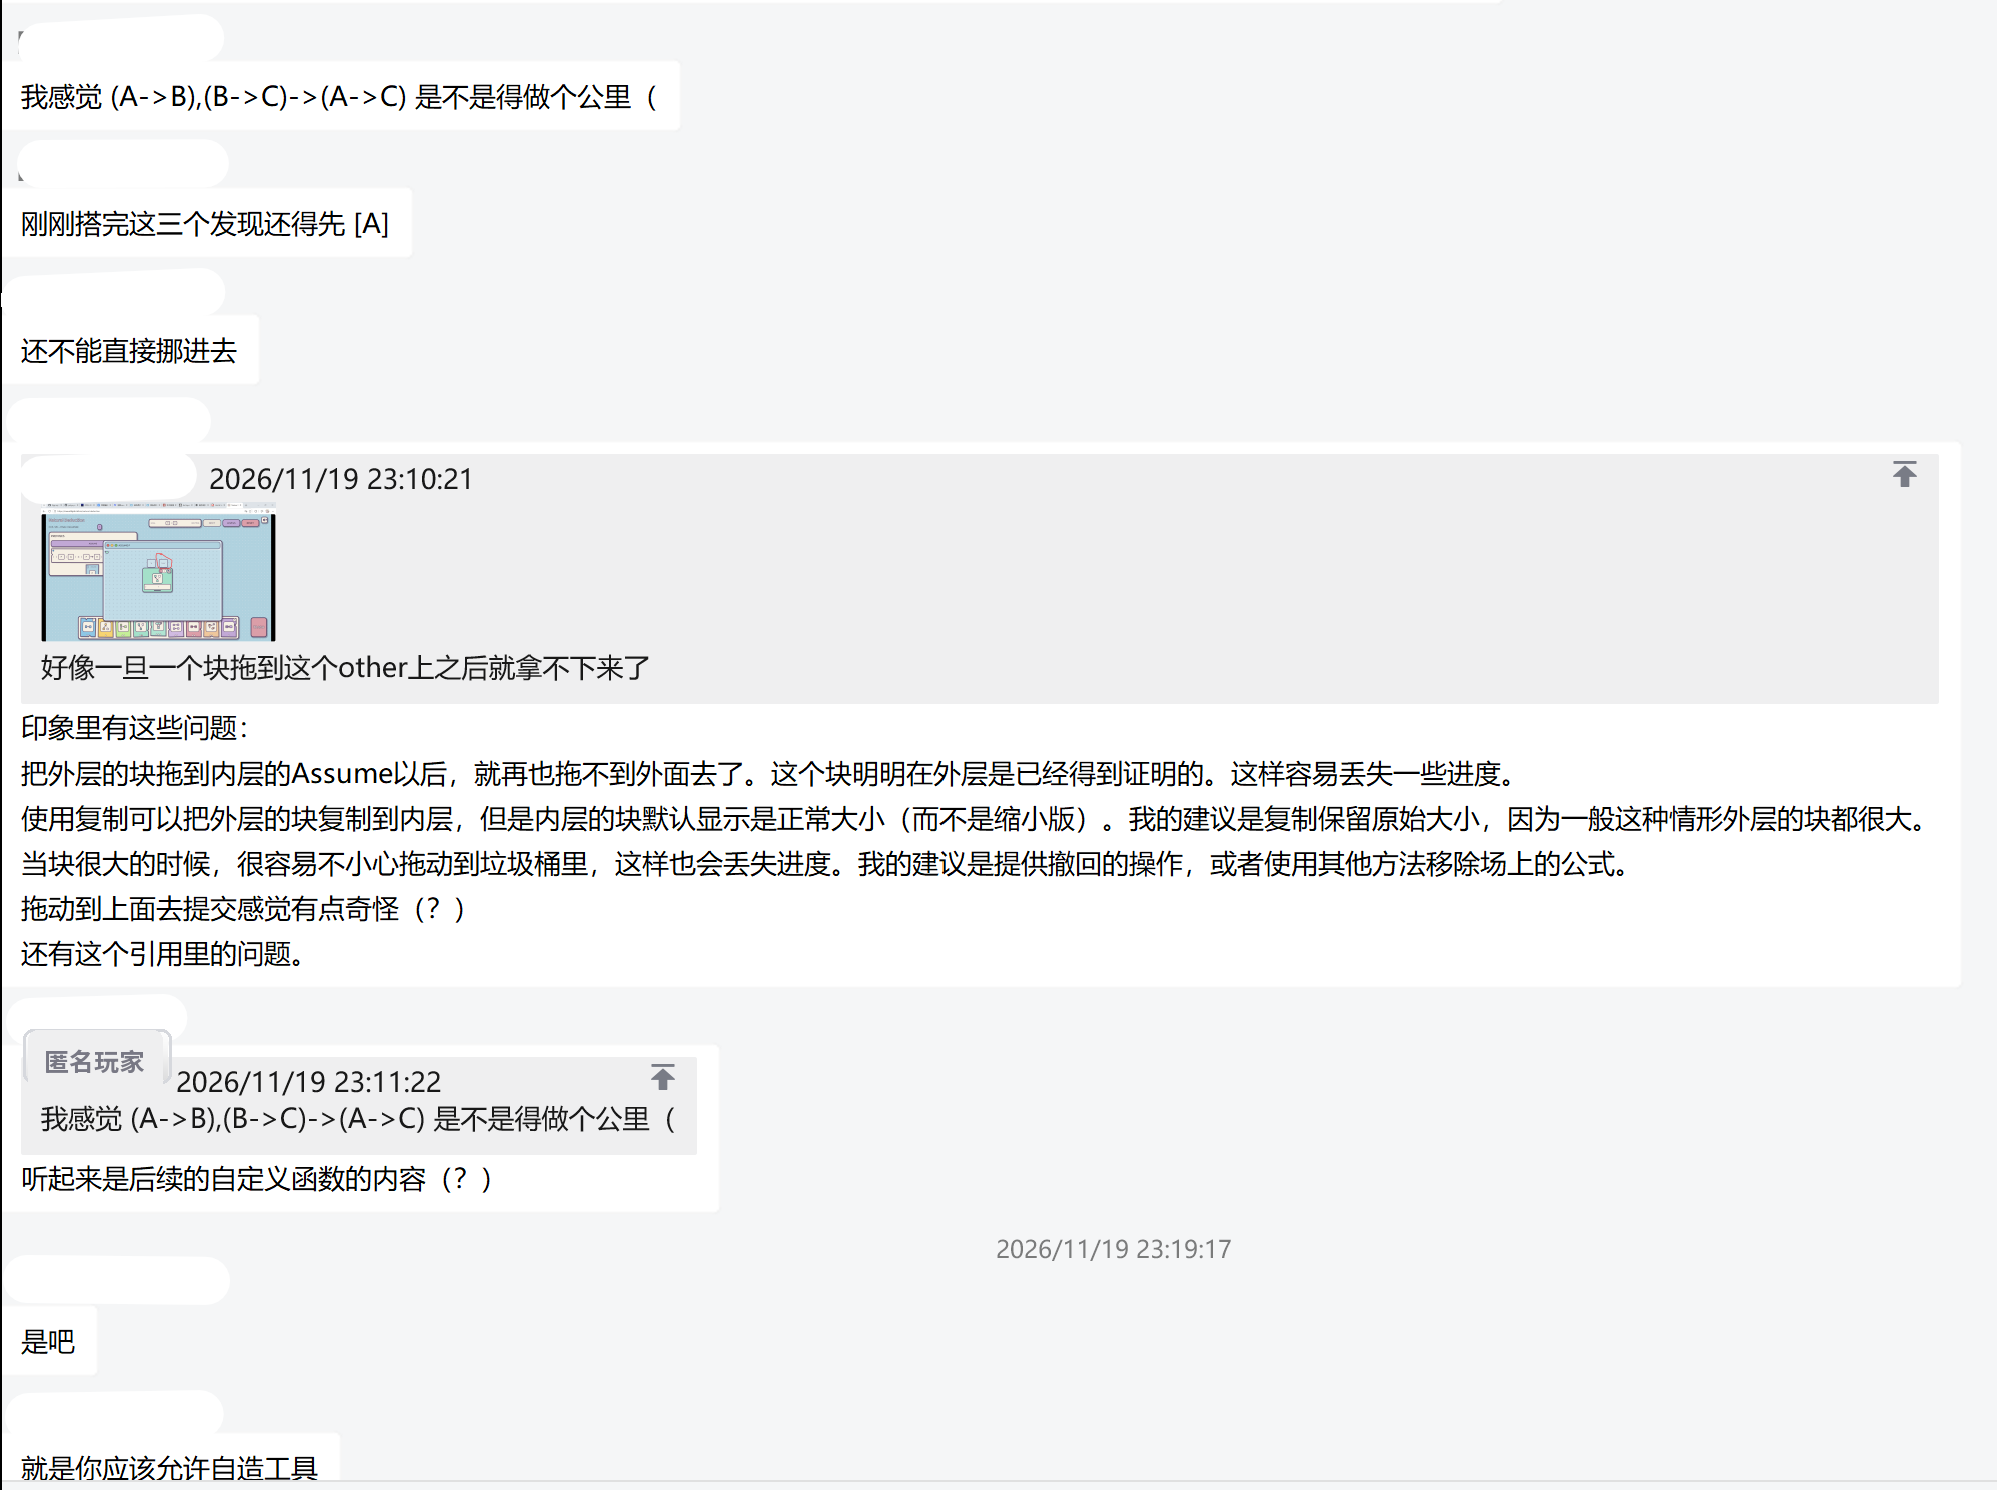 我感觉 (A->B),(B->C)->(A->C) 是不是得做个公里（
刚刚搭完这三个发现还得先 [A]
还不能直接挪进去
2026/11/19 23:10:21
好像一旦一个块拖到这个other上之后就拿不下来了
印象里有这些问题：
把外层的块拖到内层的Assume以后，就再也拖不到外面去了。这个块明明在外层是已经得到证明的。这样容易丢失一些进度。
使用复制可以把外层的块复制到内层，但是内层的块默认显示是正常大小（而不是缩小版）。我的建议是复制保留原始大小，因为一般这种情形外层的块都很大。
当块很大的时候，很容易不小心拖动到垃圾桶里，这样也会丢失进度。我的建议是提供撤回的操作，或者使用其他方法移除场上的公式。
拖动到上面去提交感觉有点奇怪（？）
还有这个引用里的问题。
匿名玩家
2026/11/19 23:11:22
我感觉 (A->B),(B->C)->(A->C) 是不是得做个公里（
听起来是后续的自定义函数的内容（？）
2026/11/19 23:19:17
是吧
就是你应该允许自造工具